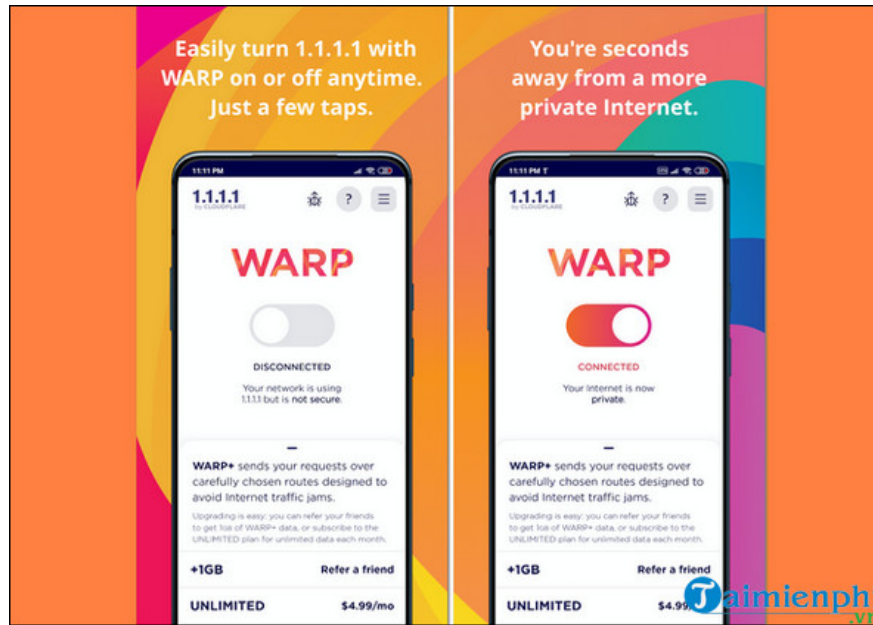 Easily turn 1.1.1.1 with
WARP on or off anytime.
Just a few taps.
11:11 PM
1.1.1.1
by CLOUDFLARE
?
WARP
DISCONNECTED
Your network is using
1.1.1.1 but is not secure.
WARP+ sends your requests over
carefully chosen routes designed to
avoid Internet traffic jams.
Upgrading is easy: you can refer your friends
to get 1GB of WARP+ data, or subscribe to the
UNLIMITED plan for unlimited data each month.
+1GB Refer a friend
UNLIMITED $4.99/mo
You're seconds
away from a more
private Internet.
11:11 PM
1.1.1.1
by CLOUDFLARE
?
WARP
CONNECTED
Your Internet is now
private.
WARP+ sends your requests over
carefully chosen routes designed to
avoid Internet traffic jams.
Upgrading is easy: you can refer your friends
to get 1GB of WARP+ data, or subscribe to the
UNLIMITED plan for unlimited data each month.
+1GB Refer a friend
UNLIMITED $4.99
Taimienph
.vn